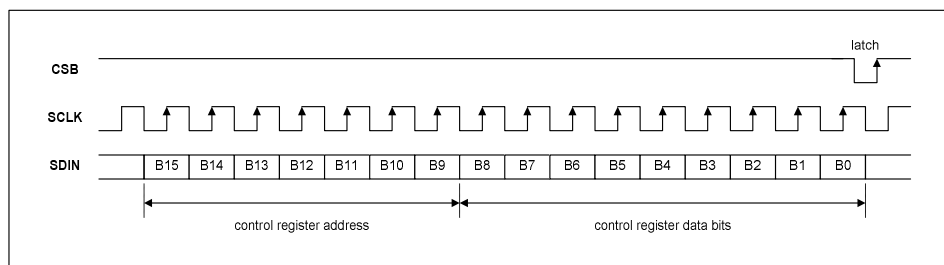 latch
CSB
SCLK
SDIN B15 B14 B13 B12 B11 B10 B9 B8 B7 B6 B5 B4 B3 B2 B1 B0
control register address control register data bits